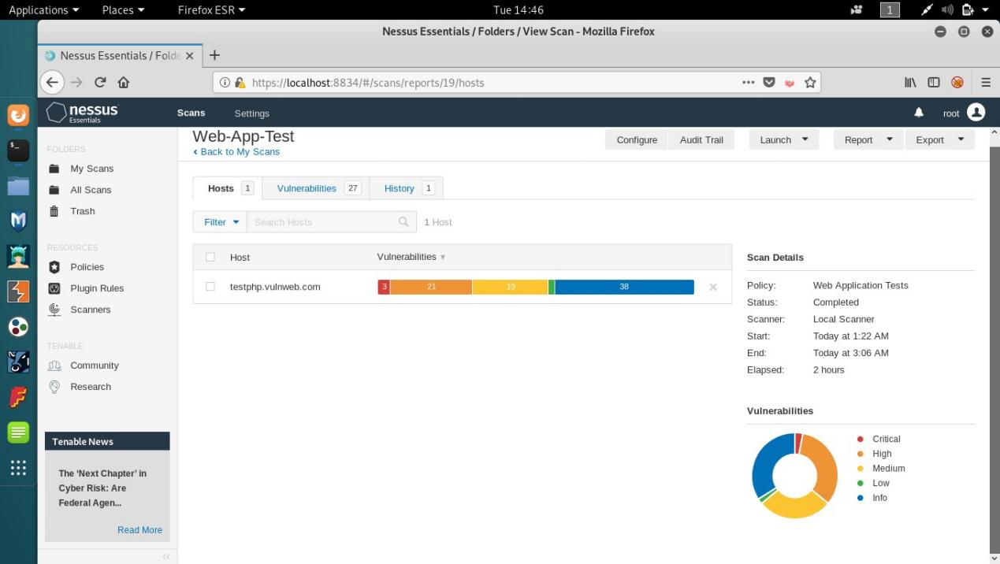 Applications Places Firefox ESR Tue 14:46 1
Nessus Essentials / Folders / View Scan - Mozilla Firefox
Nessus Essentials / Folde
https://localhost:8834/#/scans/reports/19/hosts
nessus Essentials Scans Settings root
Web-App-Test
Back to My Scans
Configure Audit Trail Launch Report Export
FOLDERS
My Scans
All Scans
Trash
RESOURCES
Policies
Plugin Rules
Scanners
TENABLE
Community
Research
Tenable News
The ‘Next Chapter’ in
Cyber Risk: Are
Federal Agen...
Read More
Hosts 1 Vulnerabilities 27 History 1
Filter Search Hosts 1 Host
Host Vulnerabilities
testphp.vulnweb.com 3 21 19 38
Scan Details
Policy: Web Application Tests
Status: Completed
Scanner: Local Scanner
Start: Today at 1:22 AM
End: Today at 3:06 AM
Elapsed: 2 hours
Vulnerabilities
Critical
High
Medium
Low
Info